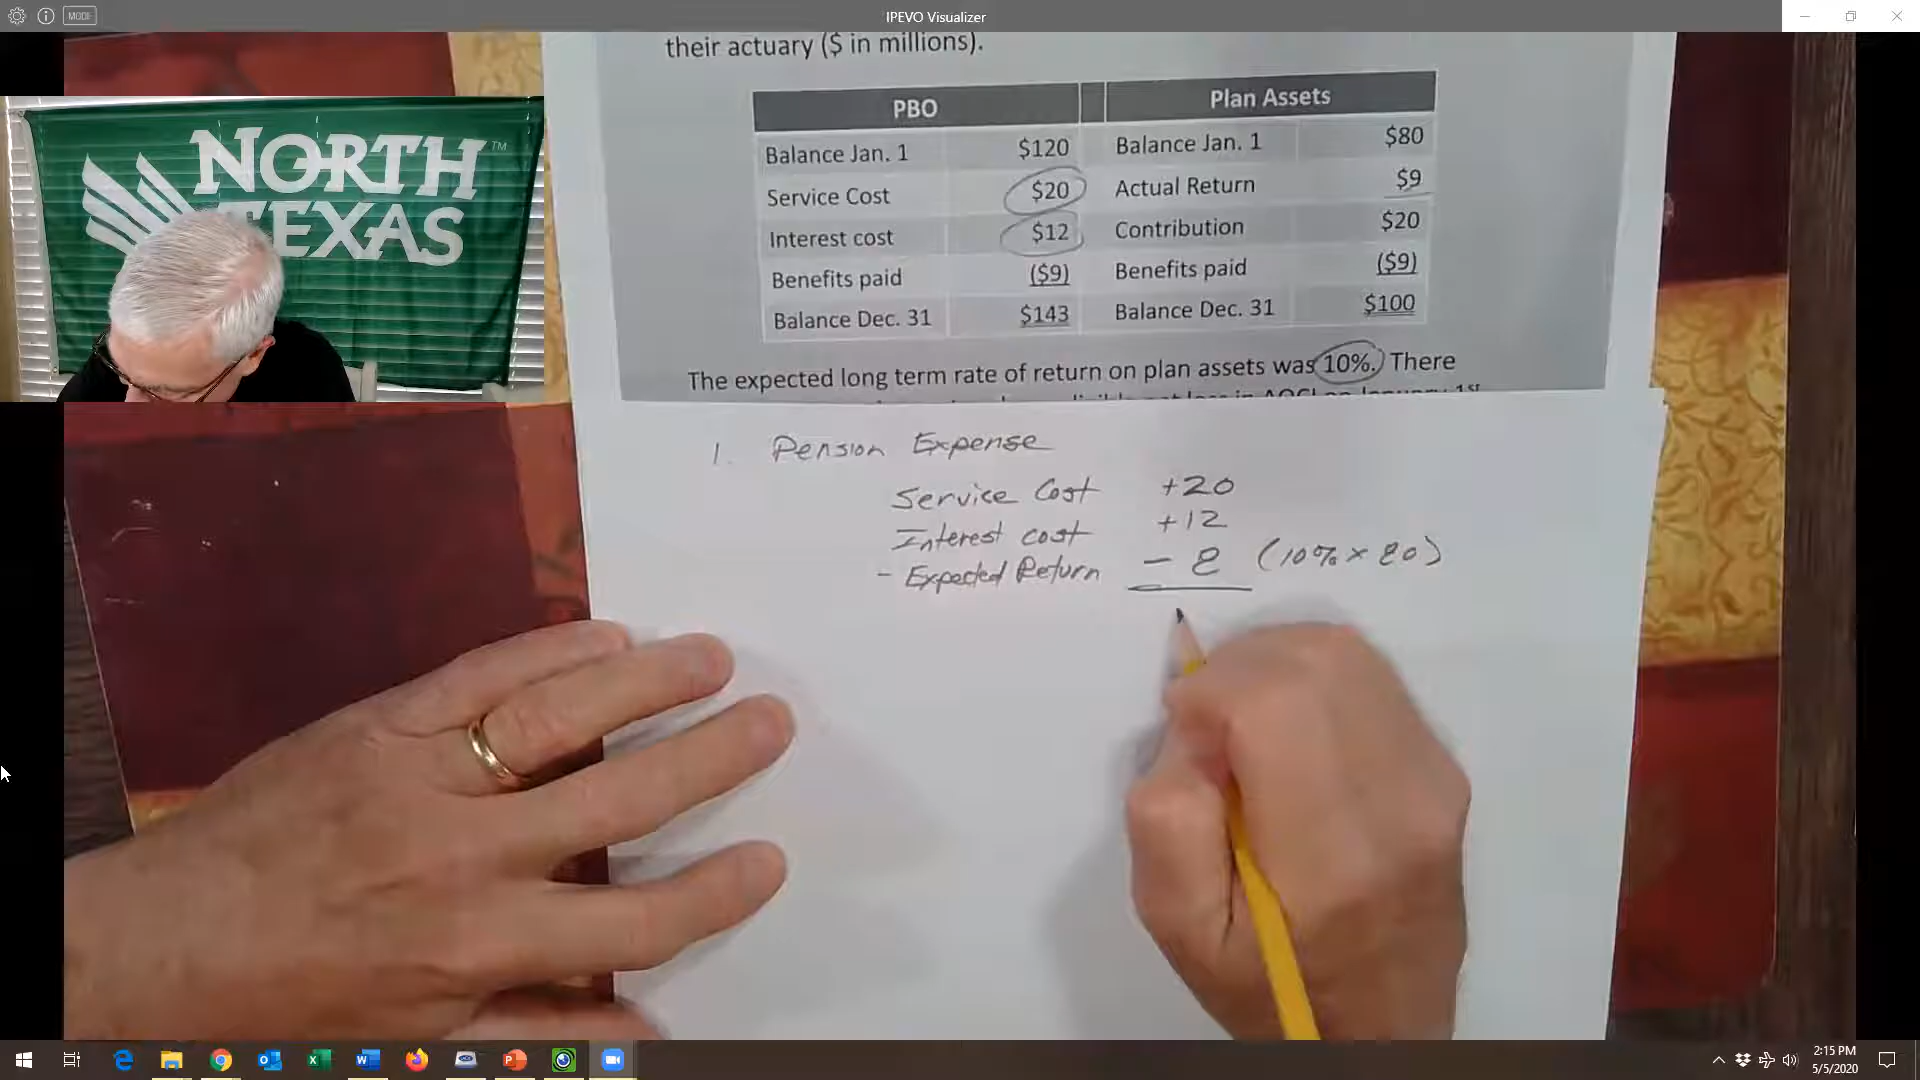 MODE
IPEVO Visualizer
NORTH TEXAS™
their actuary ($ in millions).
PBO Plan Assets
Balance Jan. 1 $120 Balance Jan. 1 $80
Service Cost $20 Actual Return $9
Interest cost $12 Contribution $20
Benefits paid ($9) Benefits paid ($9)
Balance Dec. 31 $143 Balance Dec. 31 $100
The expected long term rate of return on plan assets was 10%. There
1. Pension Expense
Service Cost +20
Interest cost +12
- Expected Return - 8 (10% x 80)
2:15 PM
5/5/2020